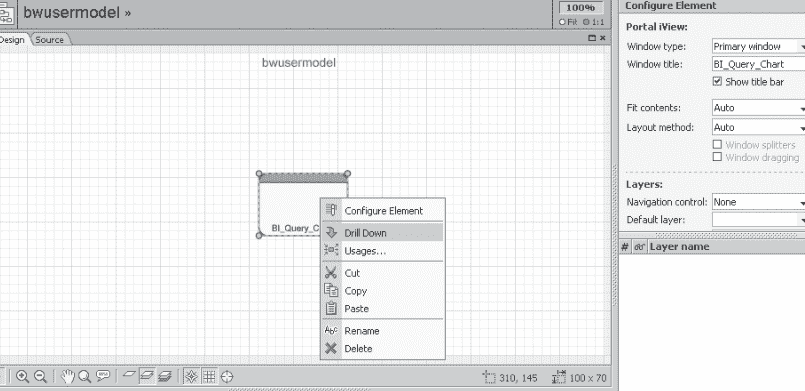 bwusermodel »
100%
Fit 1:1
Design Source
bwusermodel
BI_Query_C
Configure Element
Drill Down
Usages...
Cut
Copy
Paste
Abc Rename
Delete
310, 145 100 x 70
Configure Element
Portal iView:
Window type: Primary window
Window title: BI_Query_Chart
Show title bar
Fit contents: Auto
Layout method: Auto
Window splitters
Window dragging
Layers:
Navigation control: None
Default layer:
# Layer name